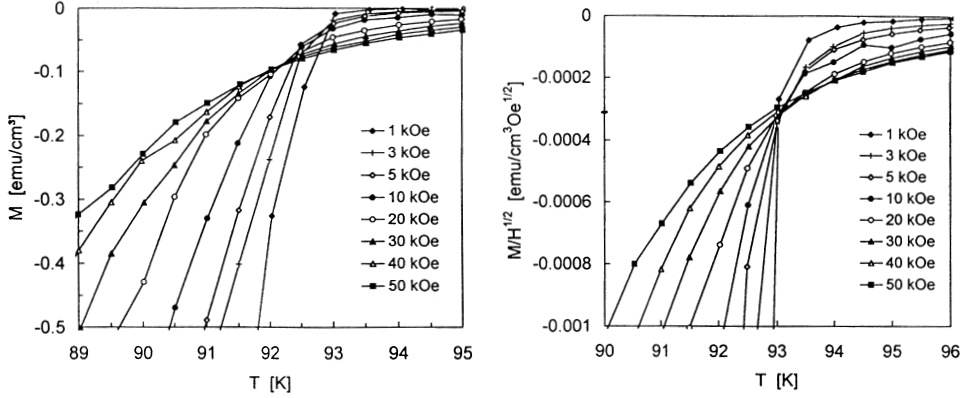 0
-0.1
-0.2
-0.3
-0.4
-0.5
M [emu/cm³]
89 90 91 92 93 94 95
T [K]
1 kOe
3 kOe
5 kOe
10 kOe
20 kOe
30 kOe
40 kOe
50 kOe
0
-0.0002
-0.0004
-0.0006
-0.0008
-0.001
M/H^1/2 [emu/cm³Oe^1/2]
90 91 92 93 94 95 96
T [K]
1 kOe
3 kOe
5 kOe
10 kOe
20 kOe
30 kOe
40 kOe
50 kOe